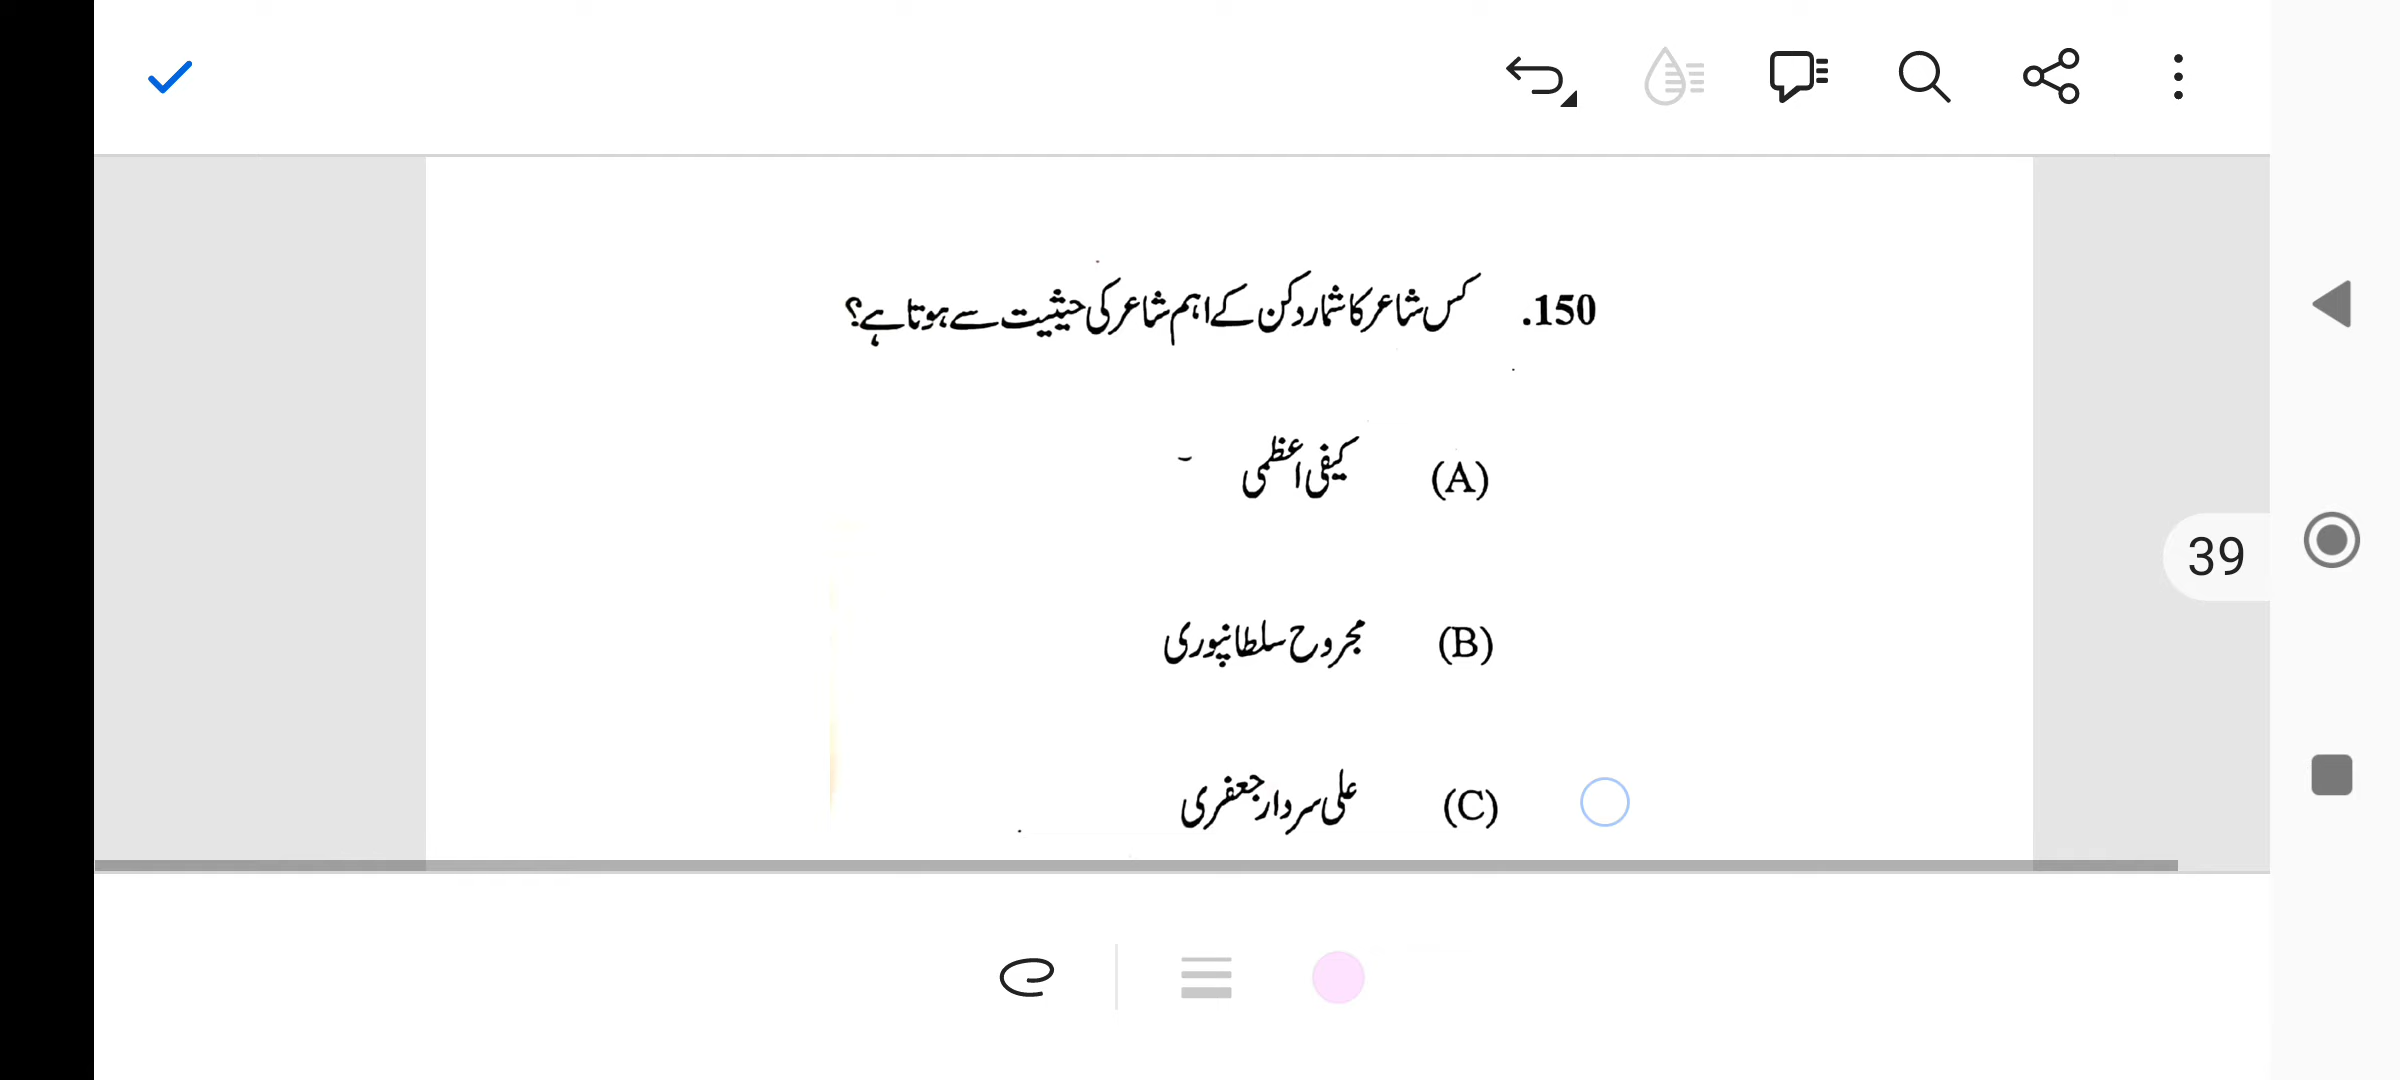 150. کس شاعر کا شمار دکن کے اہم شاعر کی حیثیت سے ہوتا ہے؟
(A) کیفی اعظمی
(B) مجروح سلطانپوری
39
(C) علی سردار جعفری